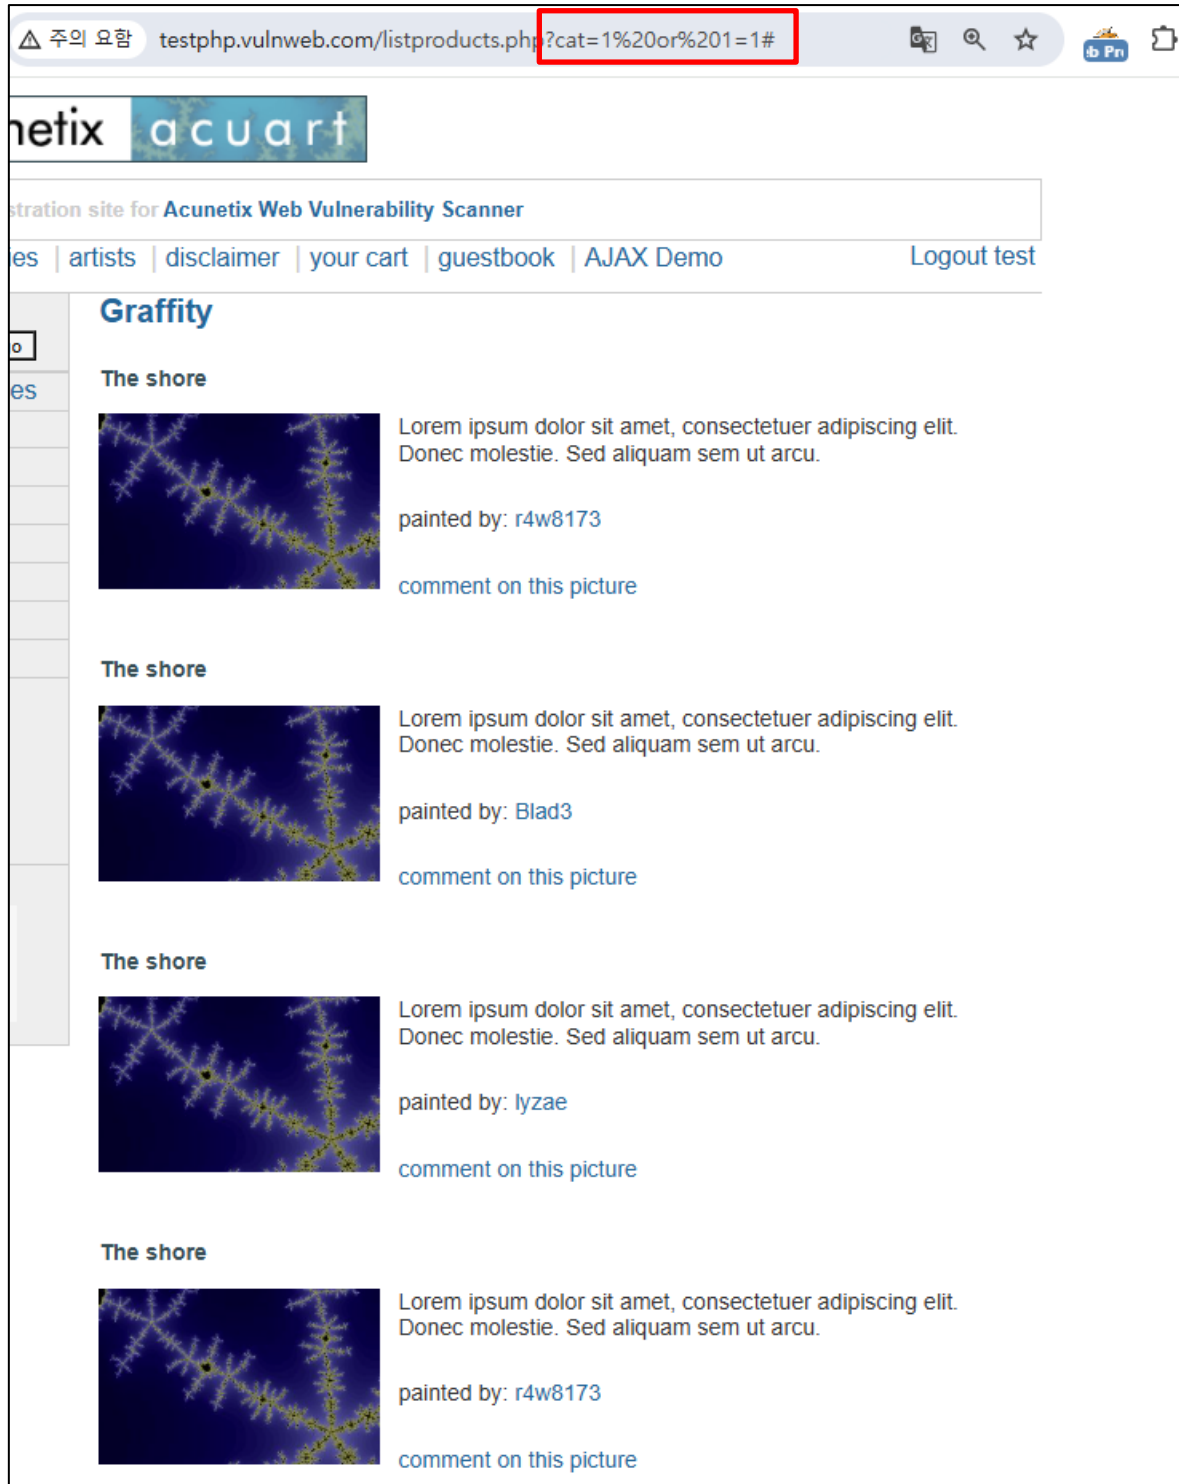 주의 요함 testphp.vulnweb.com/listproducts.php?cat=1%20or%201=1#
netix acuart
stration site for Acunetix Web Vulnerability Scanner
ies | artists | disclaimer | your cart | guestbook | AJAX Demo Logout test
Graffity
o
The shore
es
Lorem ipsum dolor sit amet, consectetuer adipiscing elit.
Donec molestie. Sed aliquam sem ut arcu.
painted by: r4w8173
comment on this picture
The shore
Lorem ipsum dolor sit amet, consectetuer adipiscing elit.
Donec molestie. Sed aliquam sem ut arcu.
painted by: Blad3
comment on this picture
The shore
Lorem ipsum dolor sit amet, consectetuer adipiscing elit.
Donec molestie. Sed aliquam sem ut arcu.
painted by: lyzae
comment on this picture
The shore
Lorem ipsum dolor sit amet, consectetuer adipiscing elit.
Donec molestie. Sed aliquam sem ut arcu.
painted by: r4w8173
comment on this picture